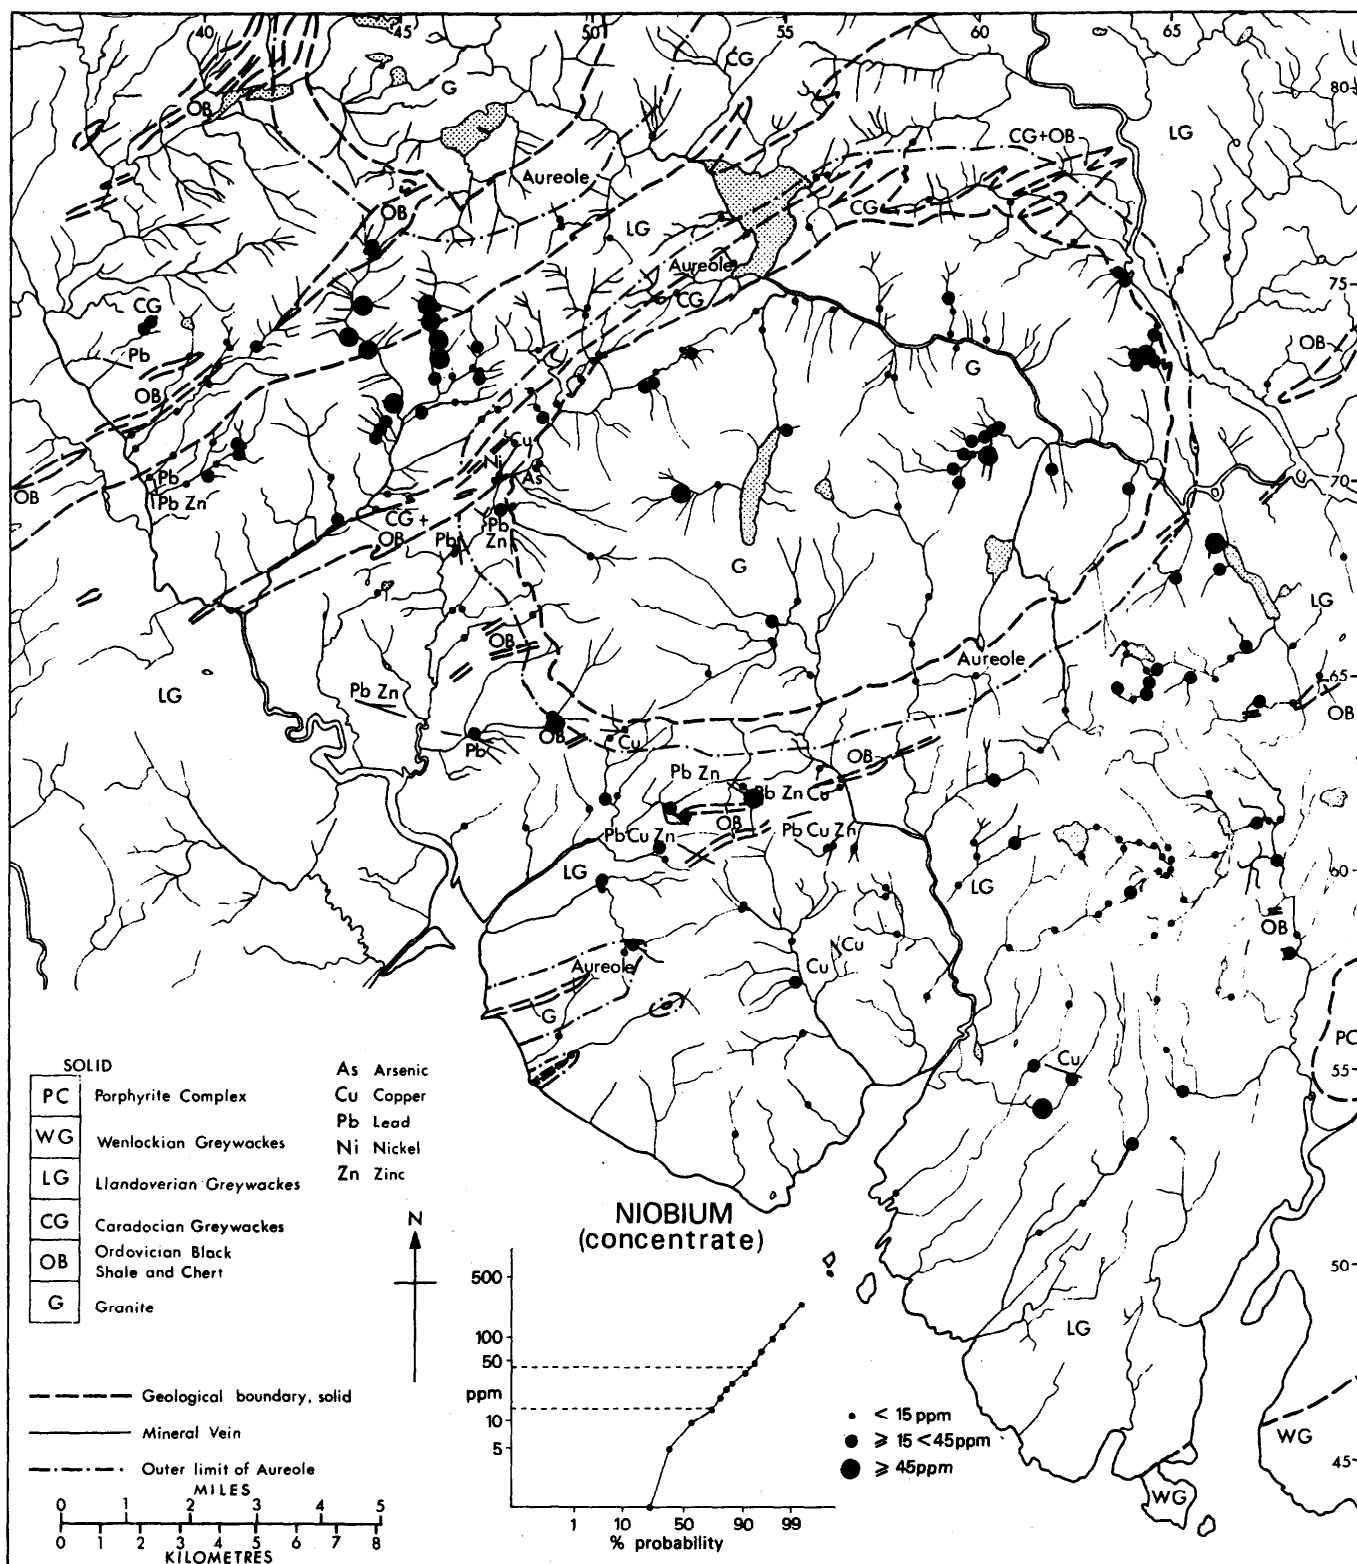 40 45 50 55 60 65
CG
G
80
OB
LG
CG+OB
Aureole
OB
LG
CG
Aureole
CG
75
CG
Pb
OB
G
OB
Cu
Ni
As
OB
Pb
Pb Zn
70
CG +
OB
Pb
Zn
Pb
G
LG
OB
Aureole
LG
Pb Zn
65
OB
Pb
OB
Cu
OB
Pb Zn
Pb Zn Cu
Pb Cu Zn
OB
Pb Cu Zn
LG
LG
60
OB
Cu
Aureole
Cu
G
PC
Cu
LG
55
SOLID
PC Porphyrite Complex
WG Wenlockian Greywackes
LG Llandoverian Greywackes
CG Caradocian Greywackes
OB Ordovician Black
Shale and Chert
G Granite
As Arsenic
Cu Copper
Pb Lead
Ni Nickel
Zn Zinc
N
NIOBIUM
(concentrate)
500
100
50
ppm
10
5
1 10 50 90 99
% probability
50
LG
WG
45
WG
< 15 ppm
⩾ 15 < 45ppm
⩾ 45ppm
Geological boundary, solid
Mineral Vein
Outer limit of Aureole
MILES
0 1 2 3 4 5
0 1 2 3 4 5 6 7 8
KILOMETRES